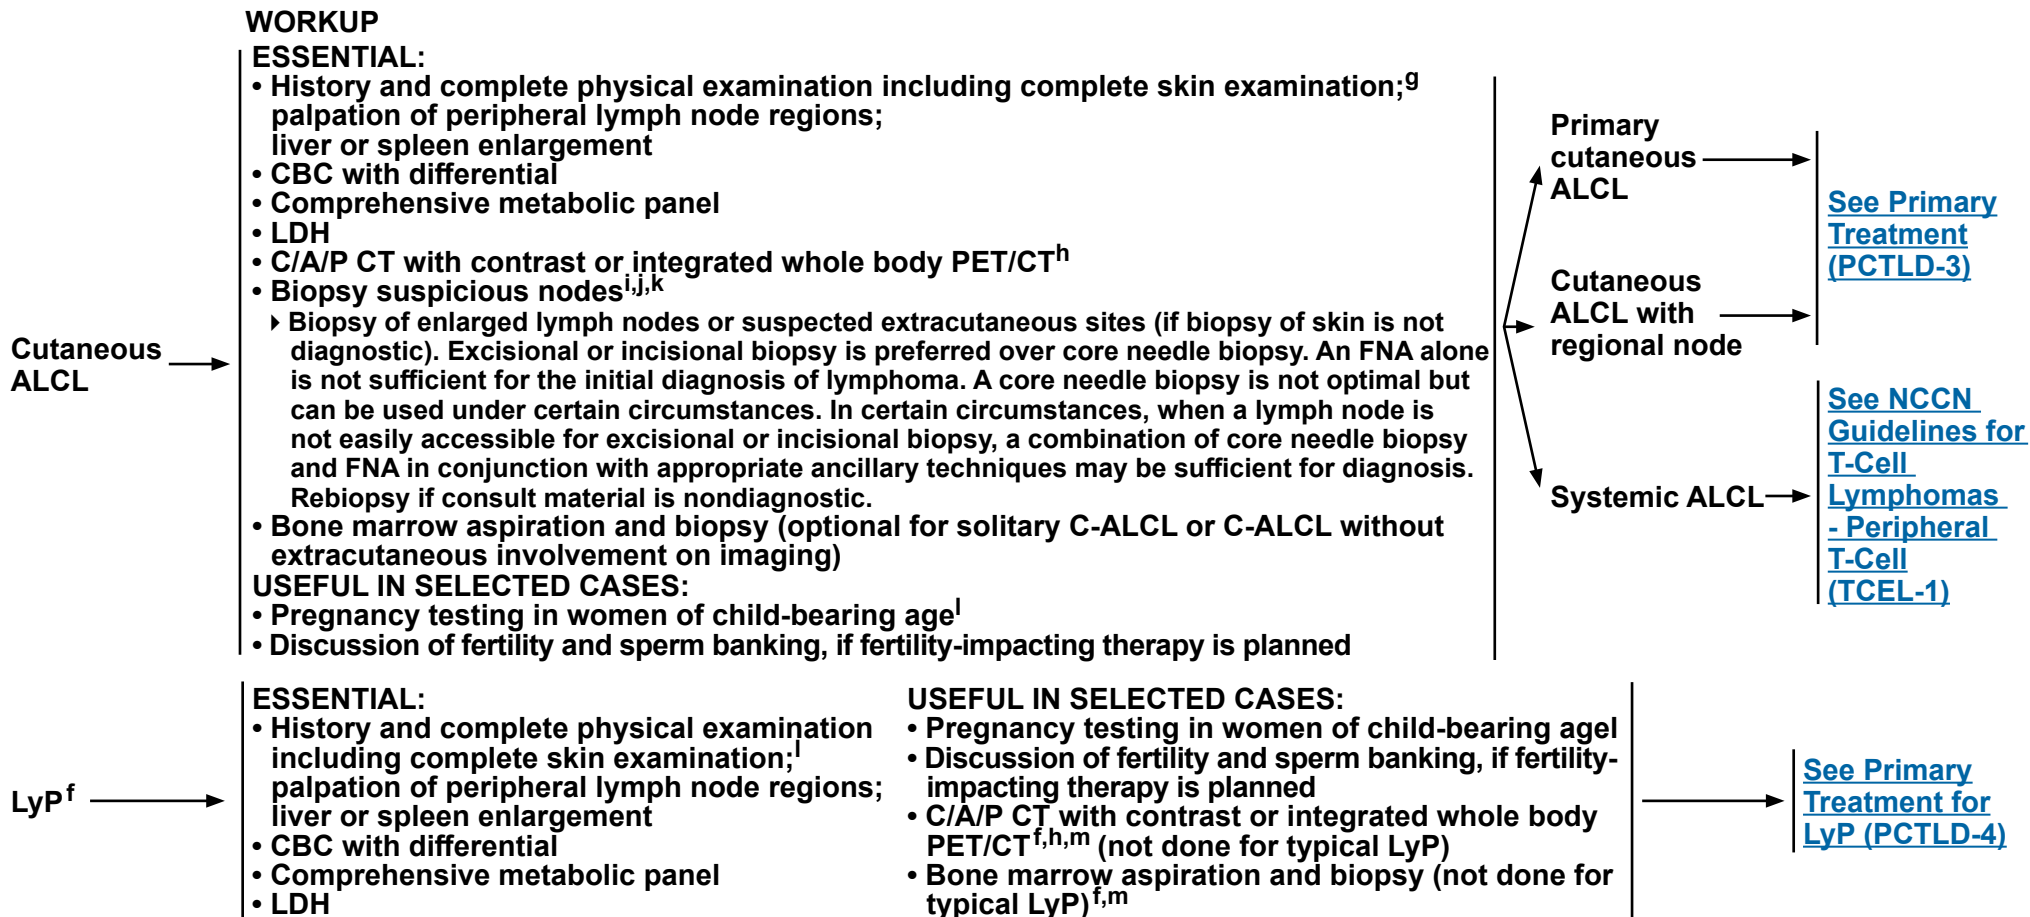 WORKUP
Cutaneous
ALCL
ESSENTIAL:
• History and complete physical examination including complete skin examination;g
palpation of peripheral lymph node regions;
liver or spleen enlargement
• CBC with differential
• Comprehensive metabolic panel
• LDH
• C/A/P CT with contrast or integrated whole body PET/CTh
• Biopsy suspicious nodesi,j,k
Biopsy of enlarged lymph nodes or suspected extracutaneous sites (if biopsy of skin is not
diagnostic). Excisional or incisional biopsy is preferred over core needle biopsy. An FNA alone
is not sufficient for the initial diagnosis of lymphoma. A core needle biopsy is not optimal but
can be used under certain circumstances. In certain circumstances, when a lymph node is
not easily accessible for excisional or incisional biopsy, a combination of core needle biopsy
and FNA in conjunction with appropriate ancillary techniques may be sufficient for diagnosis.
Rebiopsy if consult material is nondiagnostic.
• Bone marrow aspiration and biopsy (optional for solitary C-ALCL or C-ALCL without
extracutaneous involvement on imaging)
USEFUL IN SELECTED CASES:
• Pregnancy testing in women of child-bearing agel
• Discussion of fertility and sperm banking, if fertility-impacting therapy is planned
Primary
cutaneous
ALCL
Cutaneous
ALCL with
regional node
See Primary
Treatment
(PCTLD-3)
Systemic ALCL
See NCCN
Guidelines for
T-Cell
Lymphomas
- Peripheral
T-Cell
(TCEL-1)
LyPf
ESSENTIAL:
• History and complete physical examination
including complete skin examination;l
palpation of peripheral lymph node regions;
liver or spleen enlargement
• CBC with differential
• Comprehensive metabolic panel
• LDH
USEFUL IN SELECTED CASES:
• Pregnancy testing in women of child-bearing agel
• Discussion of fertility and sperm banking, if fertility-
impacting therapy is planned
• C/A/P CT with contrast or integrated whole body
PET/CTf,h,m (not done for typical LyP)
• Bone marrow aspiration and biopsy (not done for
typical LyP)f,m
See Primary
Treatment for
LyP (PCTLD-4)